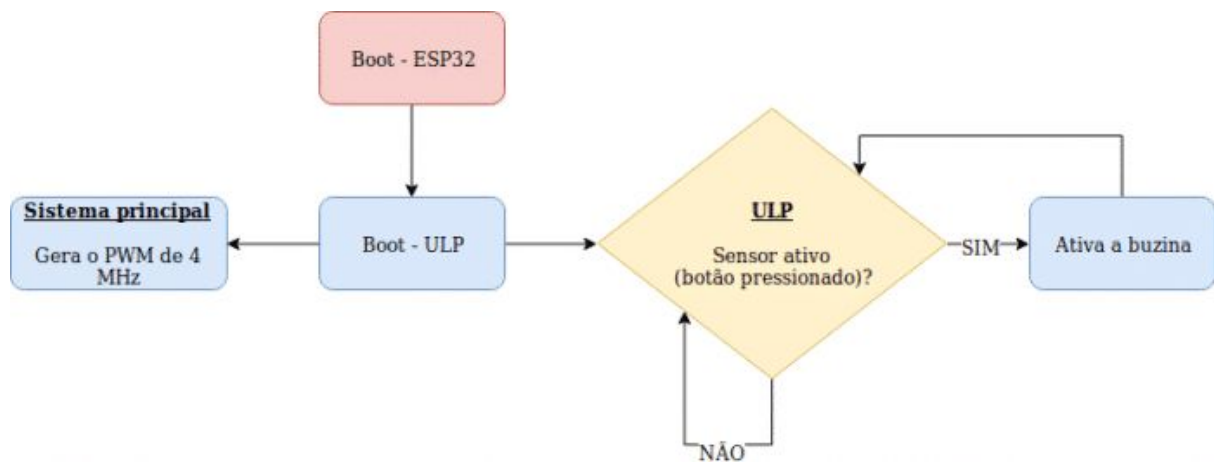 Boot - ESP32
Sistema principal
Gera o PWM de 4
MHz
Boot - ULP
ULP
Sensor ativo
(botão pressionado)?
SIM
Ativa a buzina
NÃO